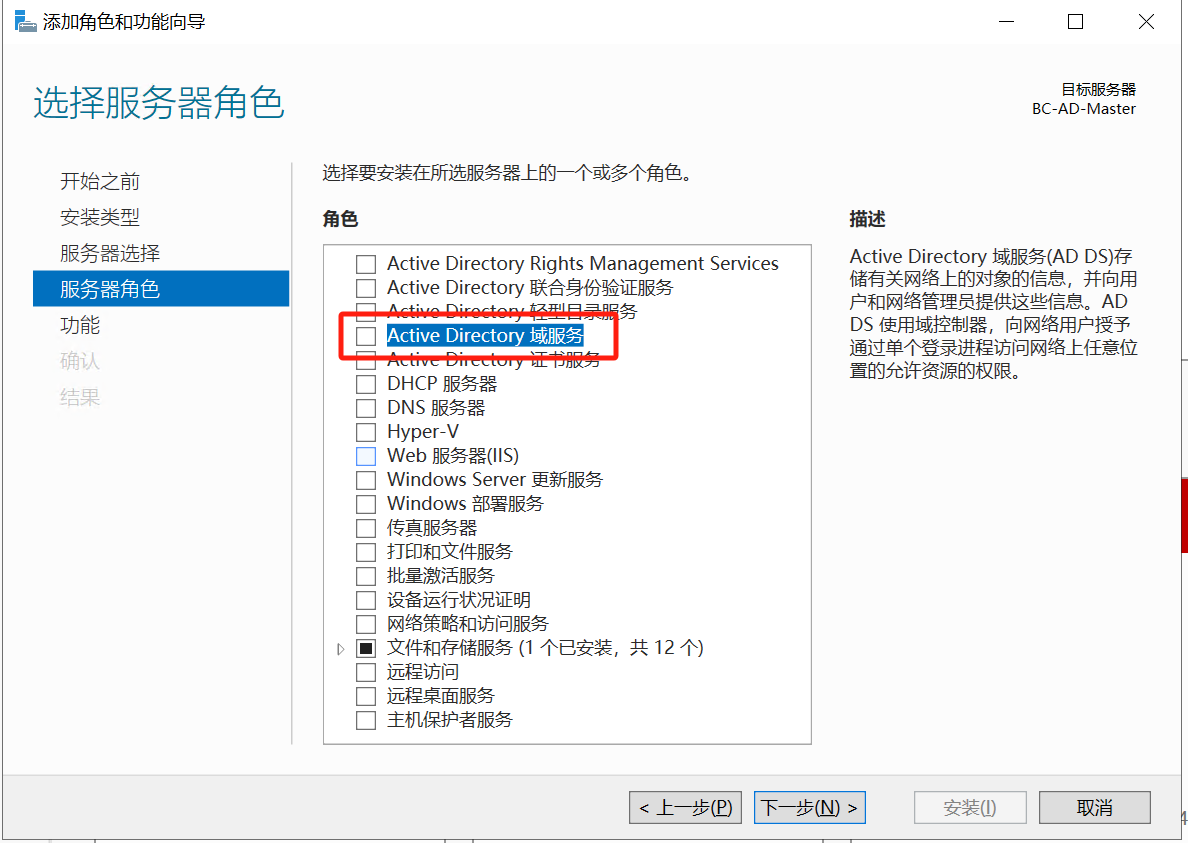 添加角色和功能向导
选择服务器角色
目标服务器
BC-AD-Master
开始之前
安装类型
服务器选择
服务器角色
功能
确认
结果
选择要安装在所选服务器上的一个或多个角色。
角色
Active Directory Rights Management Services
Active Directory 联合身份验证服务
Active Directory 轻型目录服务
Active Directory 域服务
Active Directory 证书服务
DHCP 服务器
DNS 服务器
Hyper-V
Web 服务器(IIS)
Windows Server 更新服务
Windows 部署服务
传真服务器
打印和文件服务
批量激活服务
设备运行状况证明
网络策略和访问服务
文件和存储服务 (1 个已安装，共 12 个)
远程访问
远程桌面服务
主机保护者服务
描述
Active Directory 域服务(AD DS)存
储有关网络上的对象的信息，并向用
户和网络管理员提供这些信息。AD
DS 使用域控制器，向网络用户授予
通过单个登录进程访问网络上任意位
置的允许资源的权限。
< 上一步(P)
下一步(N) >
安装(I)
取消
4